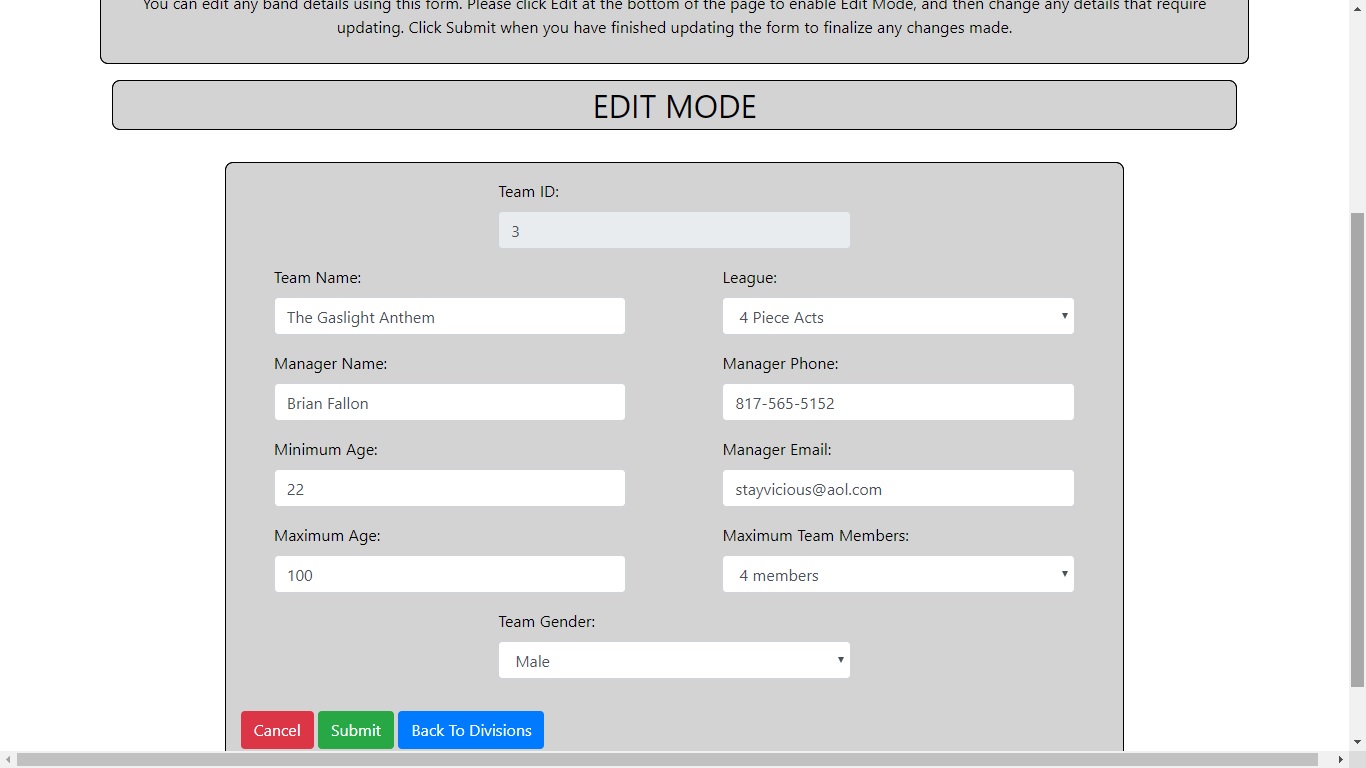 You can edit any band details using this form. Please click Edit at the bottom of the page to enable Edit Mode, and then change any details that require
updating. Click Submit when you have finished updating the form to finalize any changes made.
EDIT MODE
Team ID:
3
Team Name:
League:
The Gaslight Anthem
4 Piece Acts
Manager Name:
Manager Phone:
Brian Fallon
817-565-5152
Minimum Age:
Manager Email:
22
stayvicious@aol.com
Maximum Age:
Maximum Team Members:
100
4 members
Team Gender:
Male
Cancel
Submit
Back To Divisions